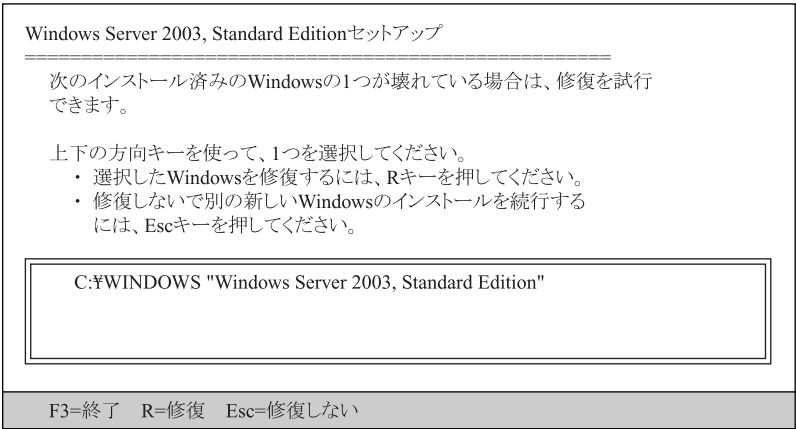 Windows Server 2003, Standard Editionセットアップ
====================================================
次のインストール済みのWindowsの1つが壊れている場合は、修復を試行
できます。
上下の方向キーを使って、1つを選択してください。
・ 選択したWindowsを修復するには、Rキーを押してください。
・ 修復しないで別の新しいWindowsのインストールを続行する
には、Escキーを押してください。
C:¥WINDOWS "Windows Server 2003, Standard Edition"
F3=終了 R=修復 Esc=修復しない